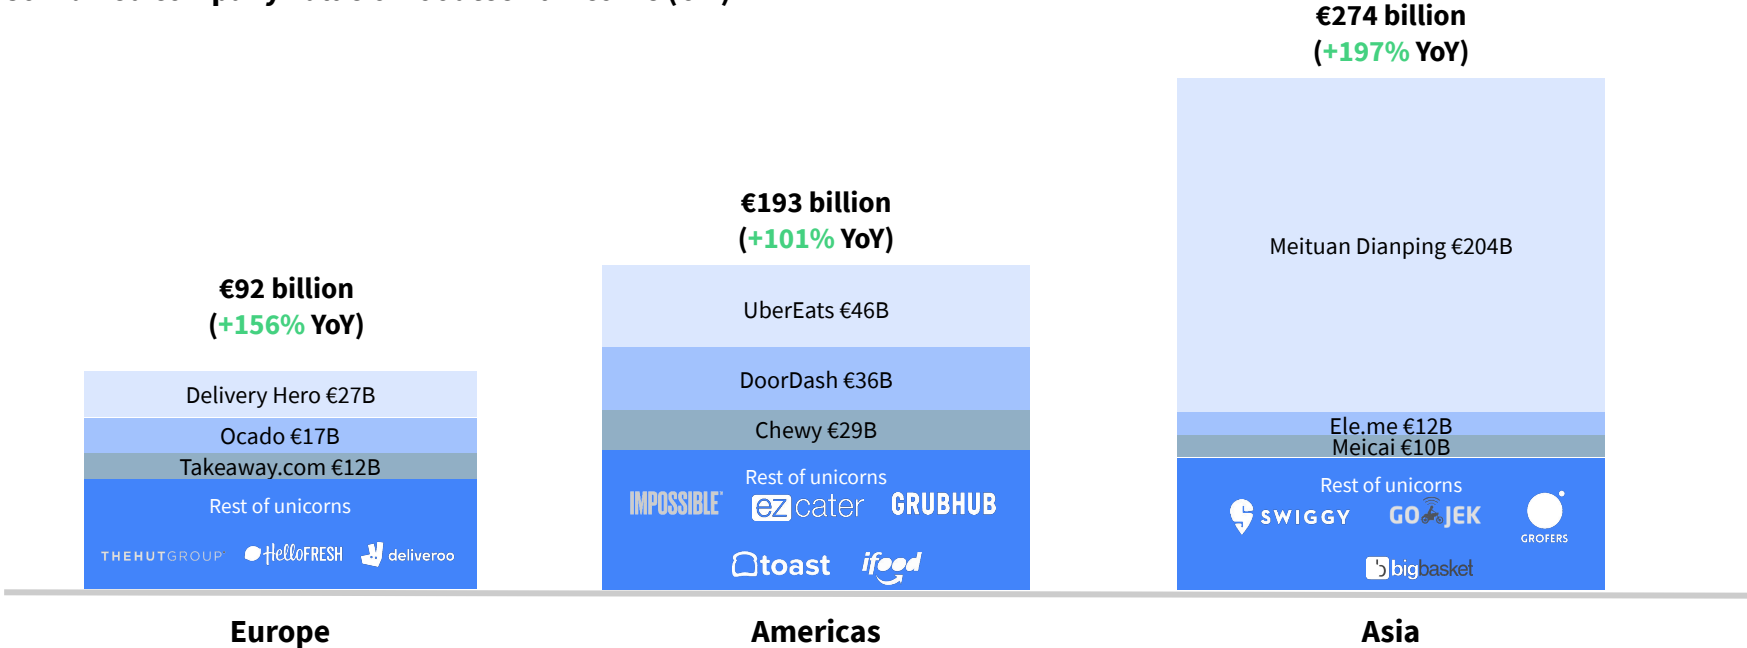 €274 billion
(+197% YoY)
€193 billion
(+101% YoY)
€92 billion
(+156% YoY)
Delivery Hero €27B
Ocado €17B
Takeaway.com €12B
Rest of unicorns
THEHUTGROUP
HelloFRESH
deliveroo
UberEats €46B
DoorDash €36B
Chewy €29B
Rest of unicorns
IMPOSSIBLE
ezcater
GRUBHUB
toast
ifood
Meituan Dianping €204B
Ele.me €12B
Meicai €10B
Rest of unicorns
SWIGGY
GOJEK
GROFERS
bigbasket
Europe
Americas
Asia